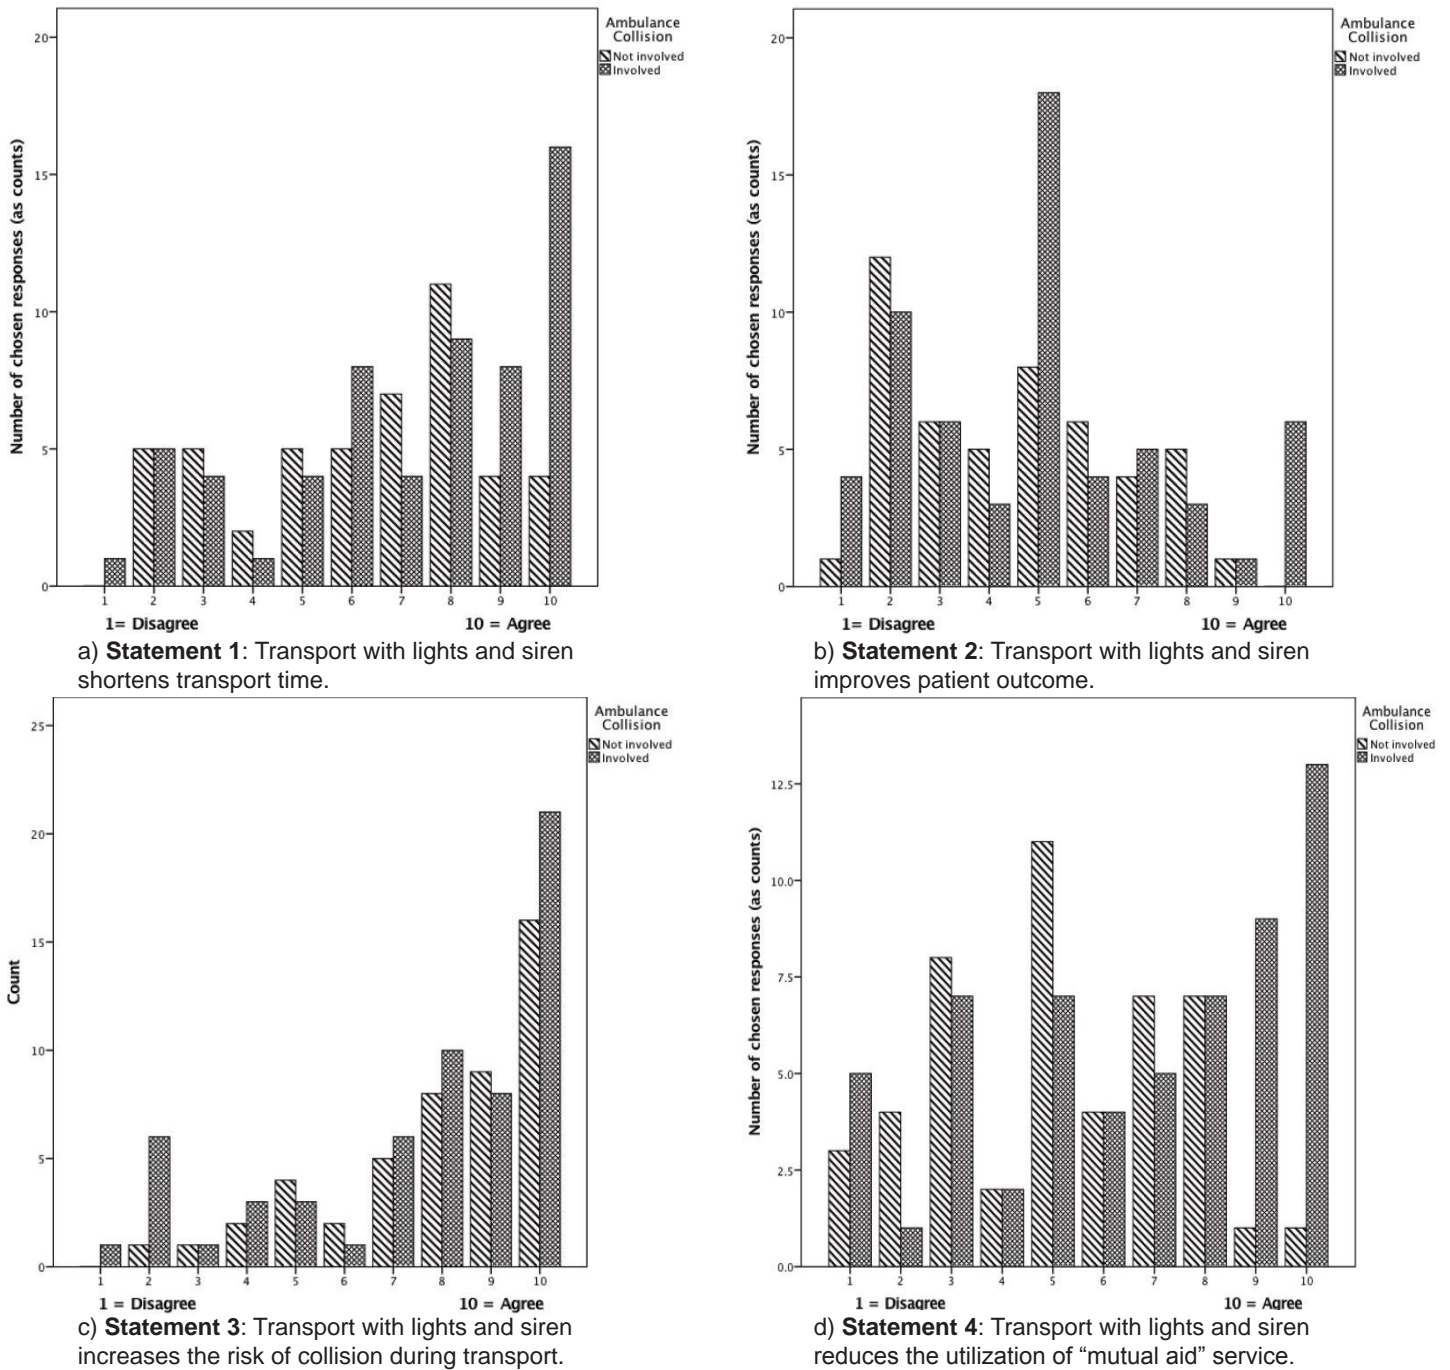 Ambulance
Collision
Not involved
Involved
Number of chosen responses (as counts)
20
15
10
5
0
1 2 3 4 5 6 7 8 9 10
1= Disagree 10 = Agree
a) Statement 1: Transport with lights and siren
shortens transport time.
Ambulance
Collision
Not involved
Involved
Number of chosen responses (as counts)
20
15
10
5
0
1 2 3 4 5 6 7 8 9 10
1= Disagree 10 = Agree
b) Statement 2: Transport with lights and siren
improves patient outcome.
Ambulance
Collision
Not involved
Involved
Count
25
20
15
10
5
0
1 2 3 4 5 6 7 8 9 10
1 = Disagree 10 = Agree
c) Statement 3: Transport with lights and siren
increases the risk of collision during transport.
Ambulance
Collision
Not involved
Involved
Number of chosen responses (as counts)
12.5
10.0
7.5
5.0
2.5
0.0
1 2 3 4 5 6 7 8 9 10
1 = Disagree 10 = Agree
d) Statement 4: Transport with lights and siren
reduces the utilization of “mutual aid” service.